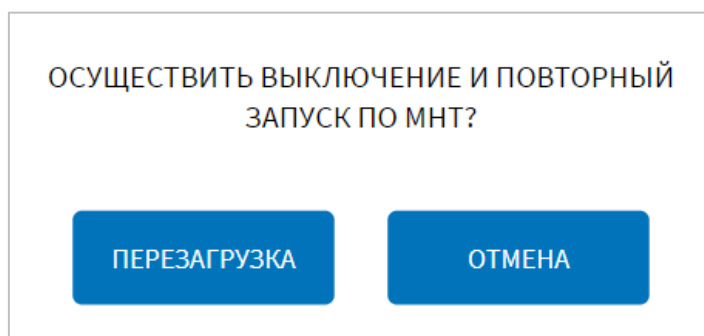 ОСУЩЕСТВИТЬ ВЫКЛЮЧЕНИЕ И ПОВТОРНЫЙ
ЗАПУСК ПО МНТ?
ПЕРЕЗАГРУЗКА
ОТМЕНА